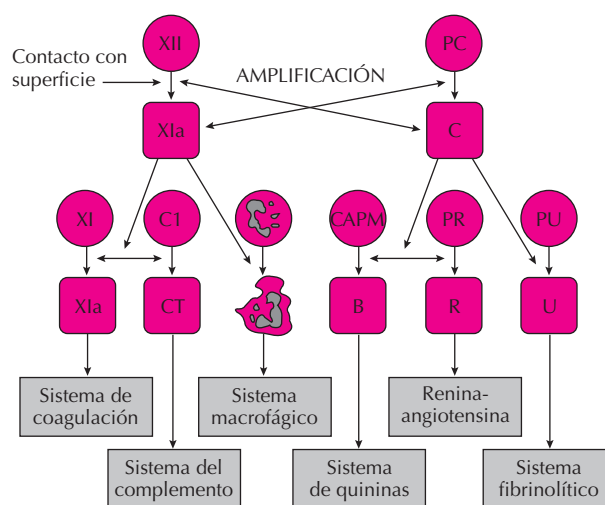 XII
PC
Contacto con
superficie
AMPLIFICACIÓN
XIa
C
XI
C1
CAPM
PR
PU
XIa
CT
B
R
U
Sistema de
coagulación
Sistema
macrofágico
Renina-
angiotensina
Sistema del
complemento
Sistema
de quininas
Sistema
fibrinolítico